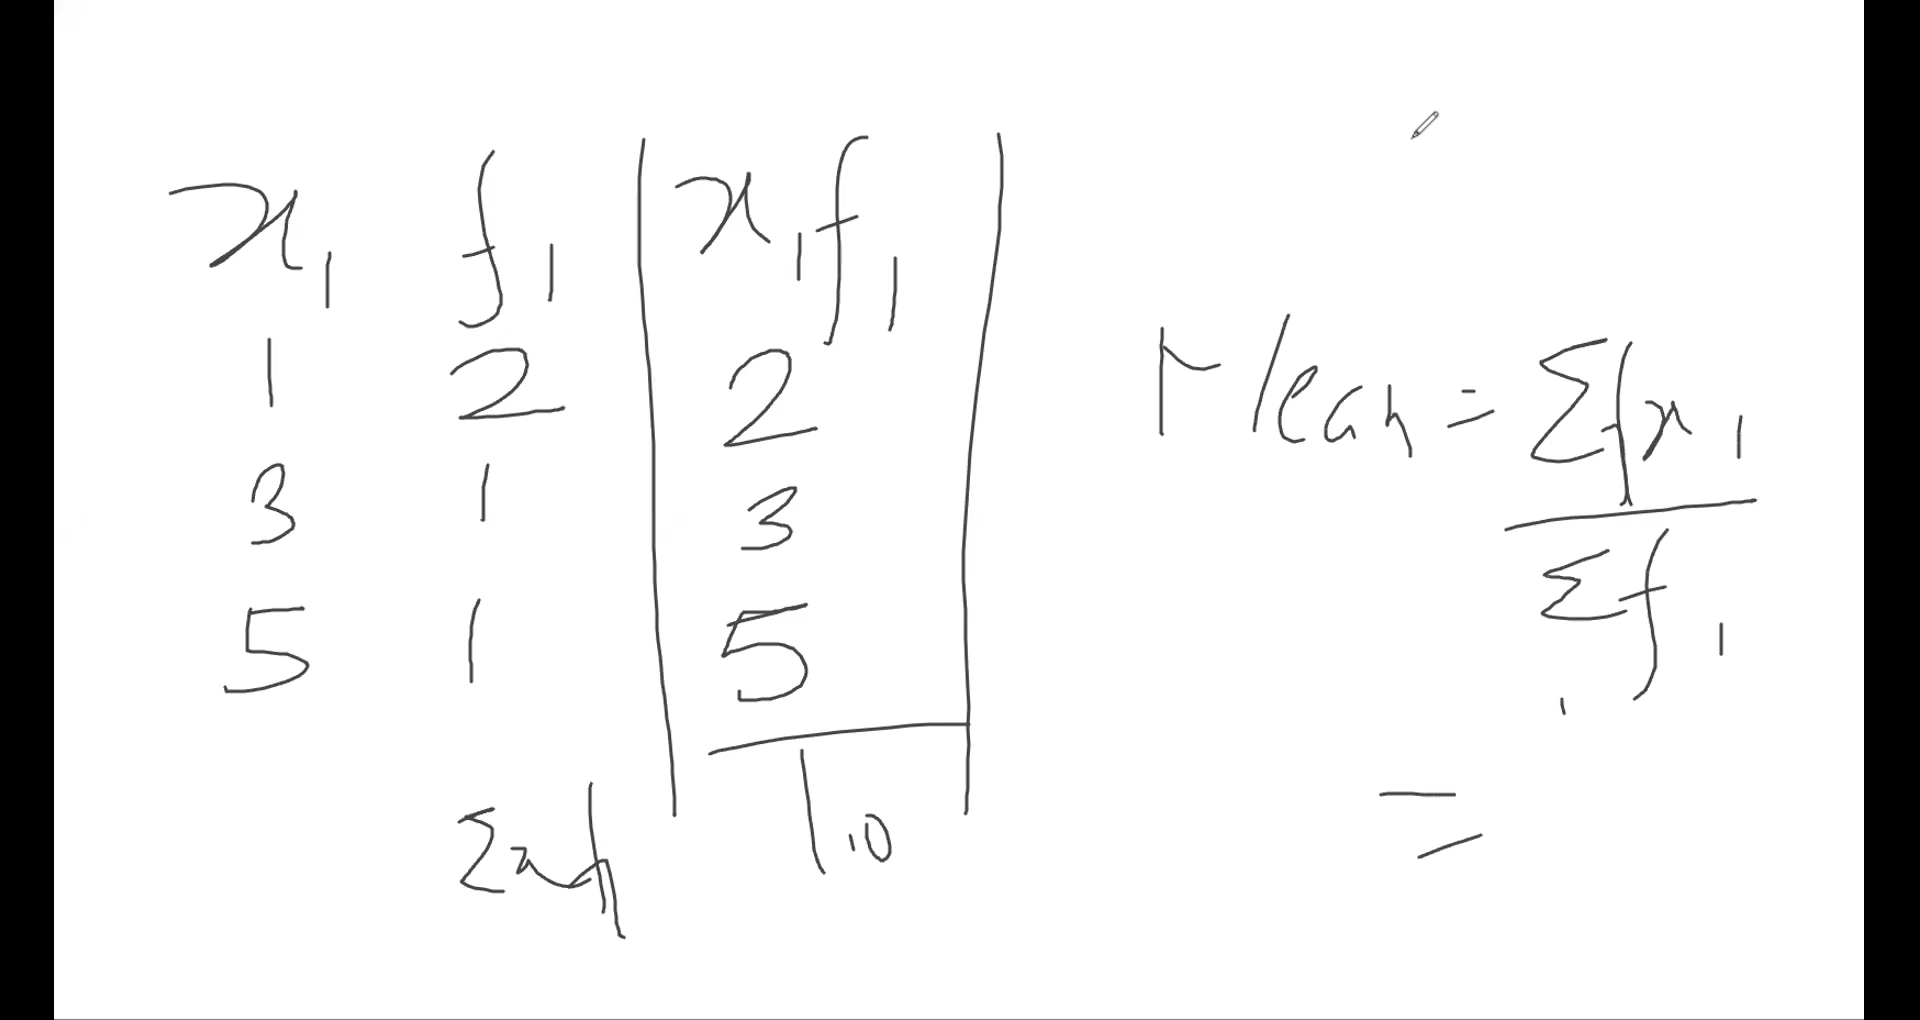 x₁ f₁ x₁f₁
1 2 2
3 1 3
5 1 5
Σxf 10
Mean = Σfx₁ / Σf₁
=